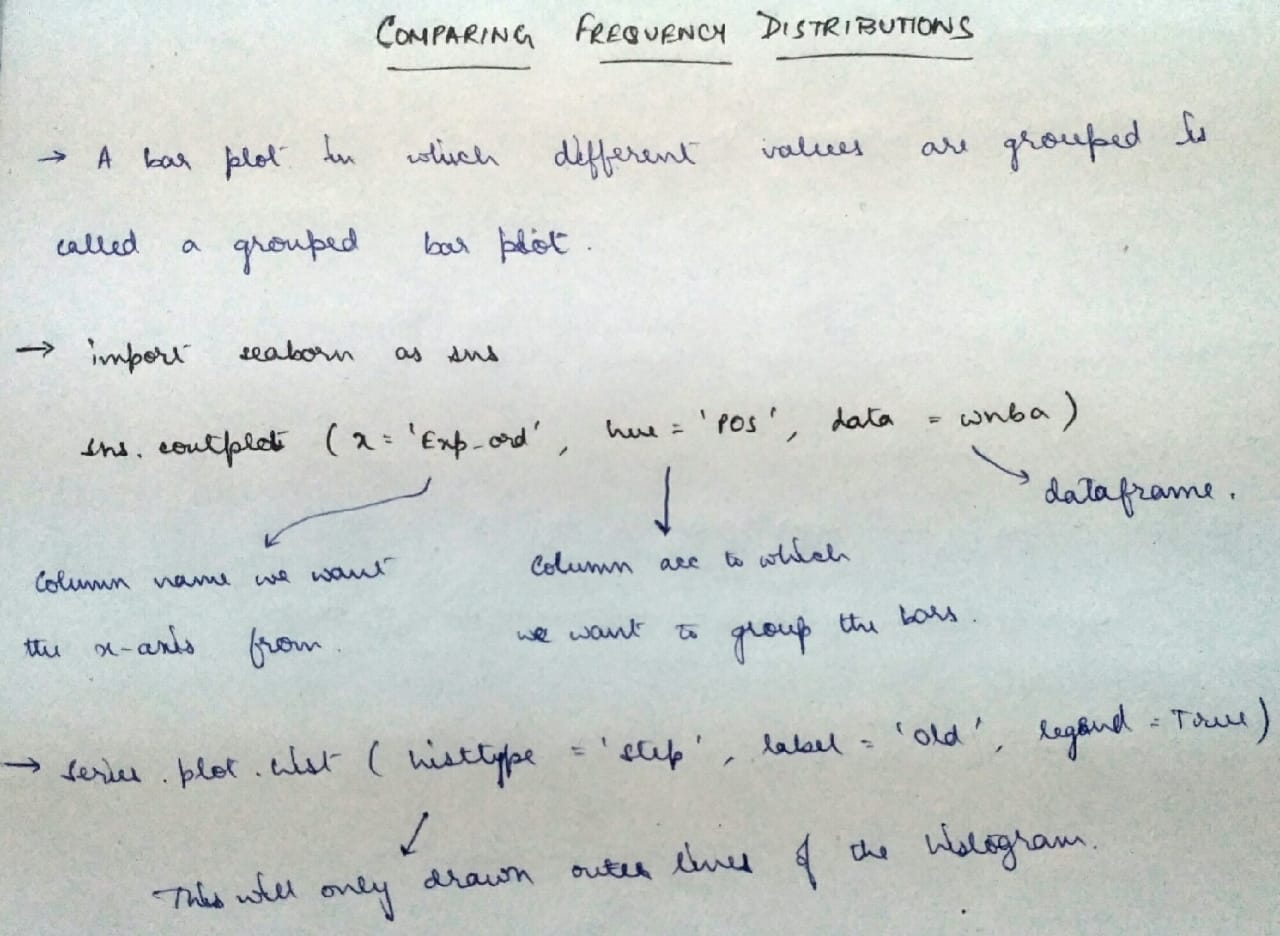 COMPARING FREQUENCY DISTRIBUTIONS
→ A bar plot in which different values are grouped is
called a grouped bar plot.
→ import seaborn as sns
sns. coutplot (x = 'Exp_ord', hue = 'POS', data = wnba)
dataframe.
Column name we want
the x-axis from.
Column acc to which
we want to group the bars.
→ series.plot.hist ( histtype = 'step', label = 'old', legend = True)
This will only drawn outer lines of the histogram.